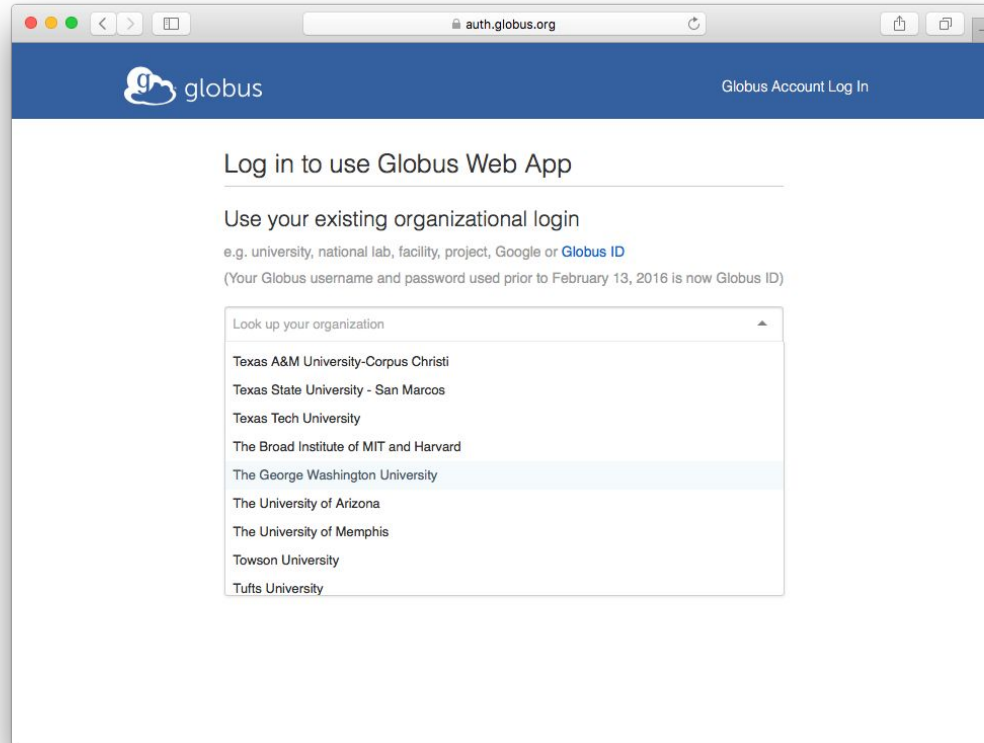 auth.globus.org
g globus
Globus Account Log In
Log in to use Globus Web App
Use your existing organizational login
e.g. university, national lab, facility, project, Google or Globus ID
(Your Globus username and password used prior to February 13, 2016 is now Globus ID)
Look up your organization
Texas A&M University-Corpus Christi
Texas State University - San Marcos
Texas Tech University
The Broad Institute of MIT and Harvard
The George Washington University
The University of Arizona
The University of Memphis
Towson University
Tufts University